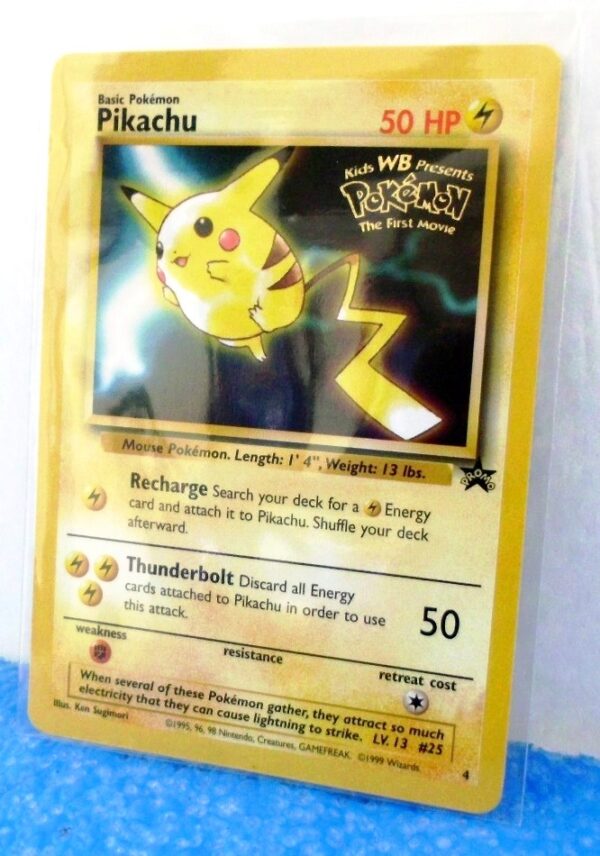 Basic Pokémon
Pikachu
50 HP
Kids WB Presents
POKéMON
The First Movie
Mouse Pokémon. Length: 1' 4", Weight: 13 lbs.
PROMO
Recharge Search your deck for a Energy
card and attach it to Pikachu. Shuffle your deck
afterward.
Thunderbolt Discard all Energy
cards attached to Pikachu in order to use
this attack.
50
weakness
resistance
retreat cost
When several of these Pokémon gather, they attract so much
electricity that they can cause lightning to strike. LV. 13 #25
Illus. Ken Sugimori
©1995, 96, 98 Nintendo, Creatures, GAMEFREAK. ©1999 Wizards.
4